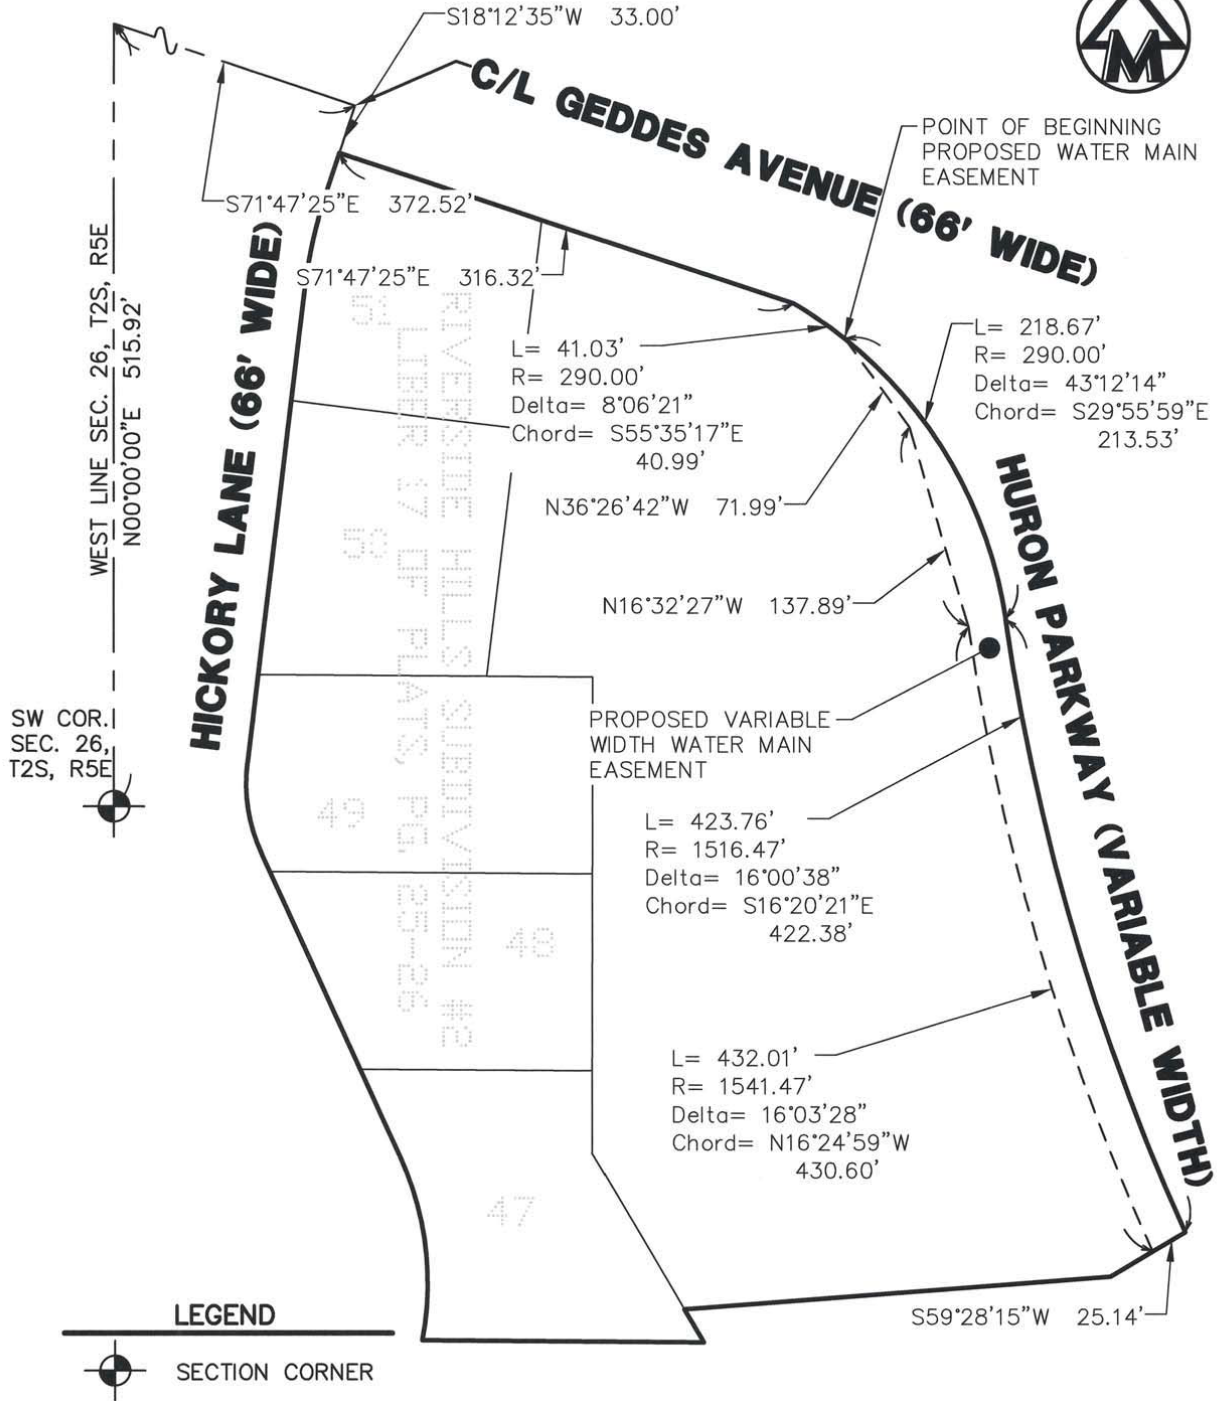 S18°12'35"W 33.00'
M
C/L GEDDES AVENUE (66' WIDE)
POINT OF BEGINNING
PROPOSED WATER MAIN
EASEMENT
S71°47'25"E 372.52'
S71°47'25"E 316.32'
WEST LINE SEC. 26, T2S, R5E
N00°00'00"E 515.92'
HICKORY LANE (66' WIDE)
51
RIVERSIDE HILLS SUBDIVISION #2
LIBER 37 OF PLATS, PG. 25-26
L= 41.03'
R= 290.00'
Delta= 8°06'21"
Chord= S55°35'17"E
40.99'
L= 218.67'
R= 290.00'
Delta= 43°12'14"
Chord= S29°55'59"E
213.53'
N36°26'42"W 71.99'
HURON PARKWAY (VARIABLE WIDTH)
50
N16°32'27"W 137.89'
SW COR.
SEC. 26,
T2S, R5E
PROPOSED VARIABLE
WIDTH WATER MAIN
EASEMENT
49
L= 423.76'
R= 1516.47'
Delta= 16°00'38"
Chord= S16°20'21"E
422.38'
48
L= 432.01'
R= 1541.47'
Delta= 16°03'28"
Chord= N16°24'59"W
430.60'
47
S59°28'15"W 25.14'
LEGEND
SECTION CORNER